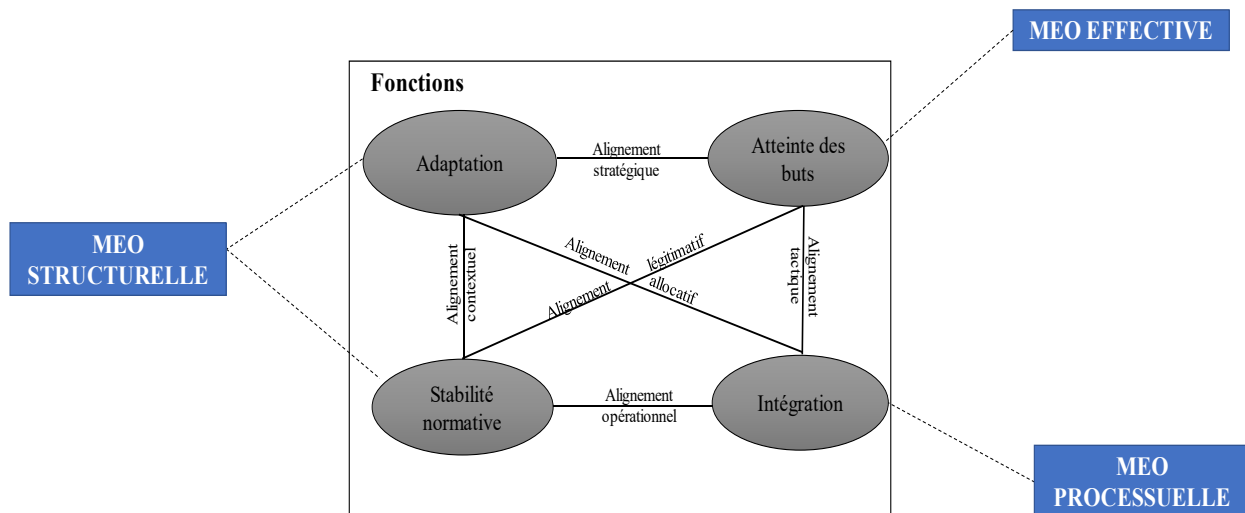 MEO EFFECTIVE
Fonctions
Adaptation
Alignement
stratégique
Atteinte des
buts
MEO
STRUCTURELLE
Alignement
contextuel
Alignement
allocatif
Alignement
légitimatif
Alignement
tactique
Stabilité
normative
Alignement
opérationnel
Intégration
MEO
PROCESSUELLE